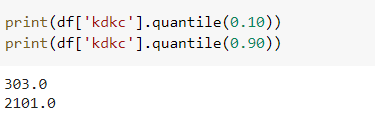 print(df['kdkc'].quantile(0.10))
print(df['kdkc'].quantile(0.90))
303.0
2101.0